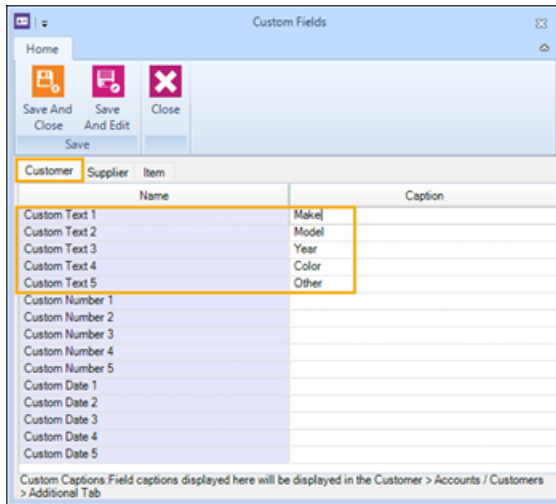 Custom Fields
Home
Save And Close
Save And Edit
Close
Save
Customer Supplier Item
Name Caption
Custom Text 1 Make
Custom Text 2 Model
Custom Text 3 Year
Custom Text 4 Color
Custom Text 5 Other
Custom Number 1
Custom Number 2
Custom Number 3
Custom Number 4
Custom Number 5
Custom Date 1
Custom Date 2
Custom Date 3
Custom Date 4
Custom Date 5
Custom Captions:Field captions displayed here will be displayed in the Customer > Accounts / Customers
> Additional Tab